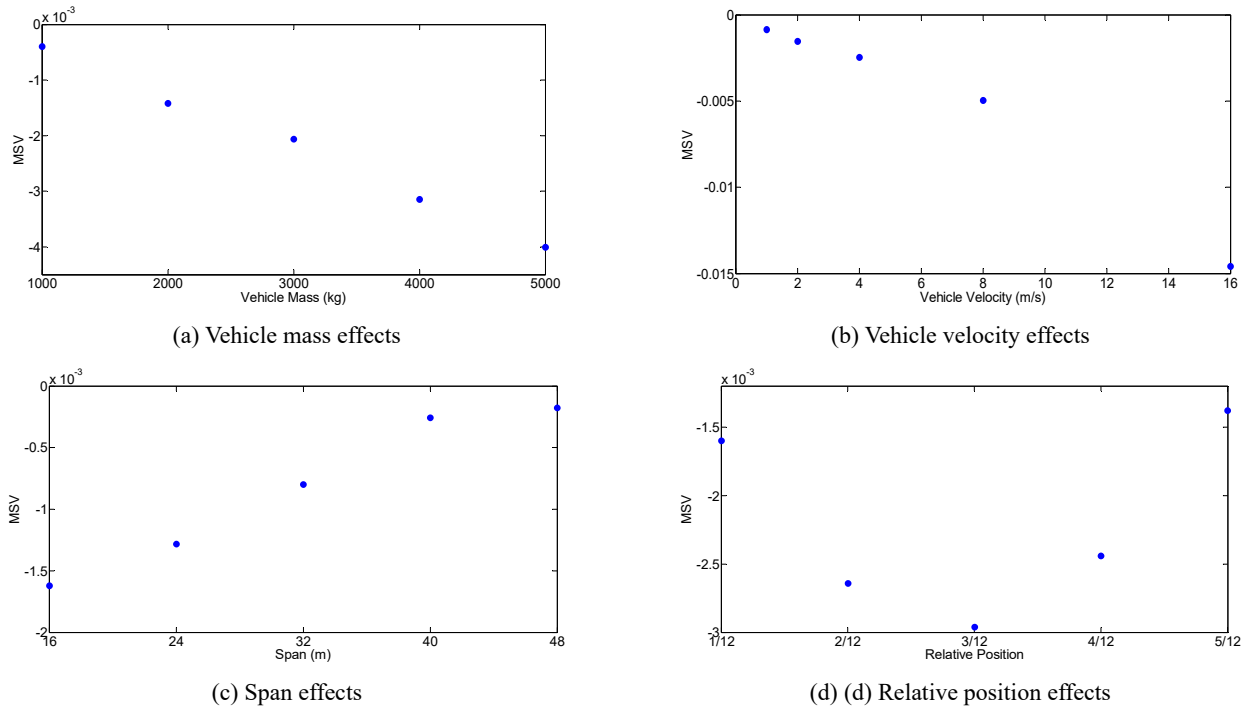 x 10-3
0
-1
-2
-3
-4
MSV
1000 2000 3000 4000 5000
Vehicle Mass (kg)
(a) Vehicle mass effects
0
-0.005
-0.01
-0.015
MSV
0 2 4 6 8 10 12 14 16
Vehicle Velocity (m/s)
(b) Vehicle velocity effects
x 10-3
0
-0.5
-1
-1.5
-2
MSV
16 24 32 40 48
Span (m)
(c) Span effects
x 10-3
-1.5
-2
-2.5
-3
MSV
1/12 2/12 3/12 4/12 5/12
Relative Position
(d) (d) Relative position effects